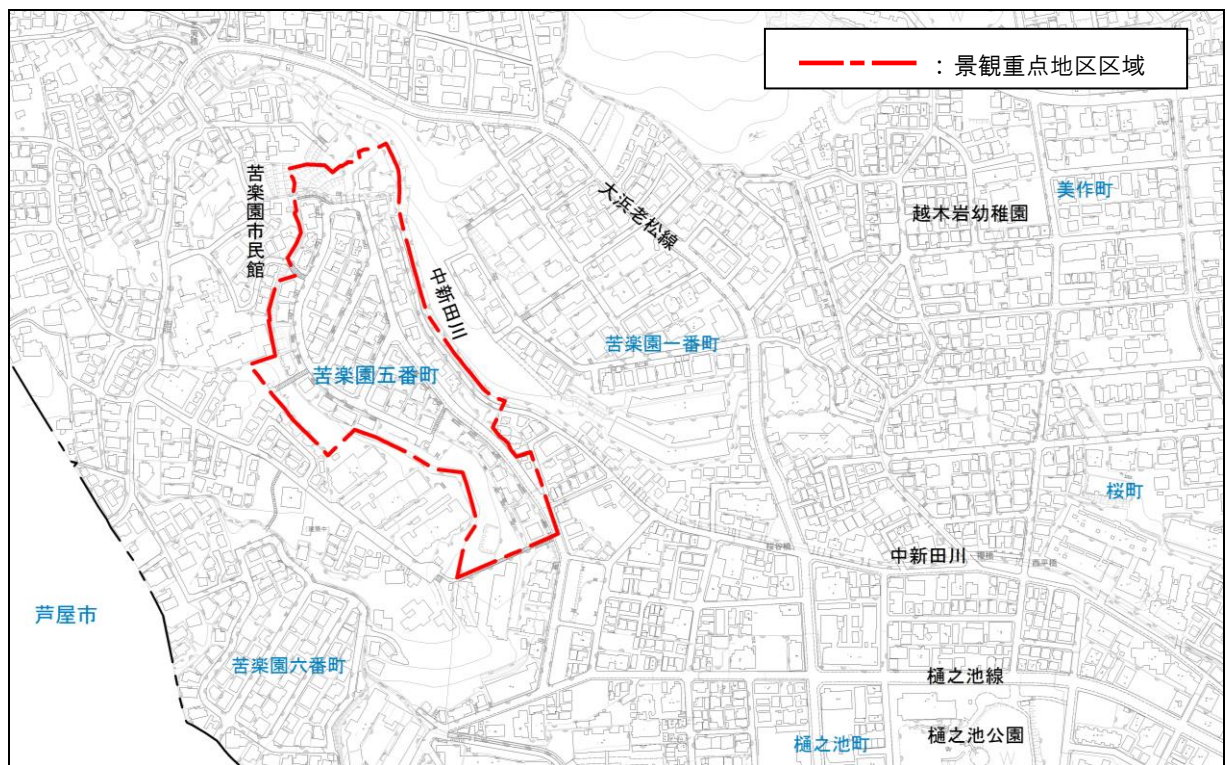 ：景観重点地区区域
苦楽園市民館
大浜老松線
越木岩幼稚園
美作町
中新田川
苦楽園一番町
苦楽園五番町
桜町
中新田川
芦屋市
苦楽園六番町
樋之池線
樋之池町
樋之池公園